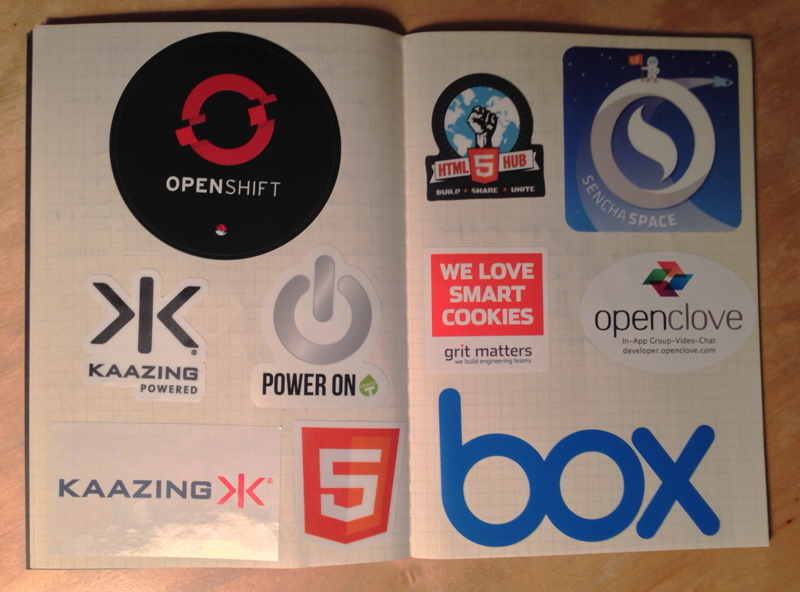 OPENSHIFT
KAAZING
®
POWERED
POWER ON
KAAZING ®
5
HTML 5 HUB
BUILD • SHARE • UNITE
5
SENCHA SPACE
WE LOVE
SMART
COOKIES
grit matters
we build engineering teams
openclove
In-App Group-Video-Chat
developer.openclove.com
box